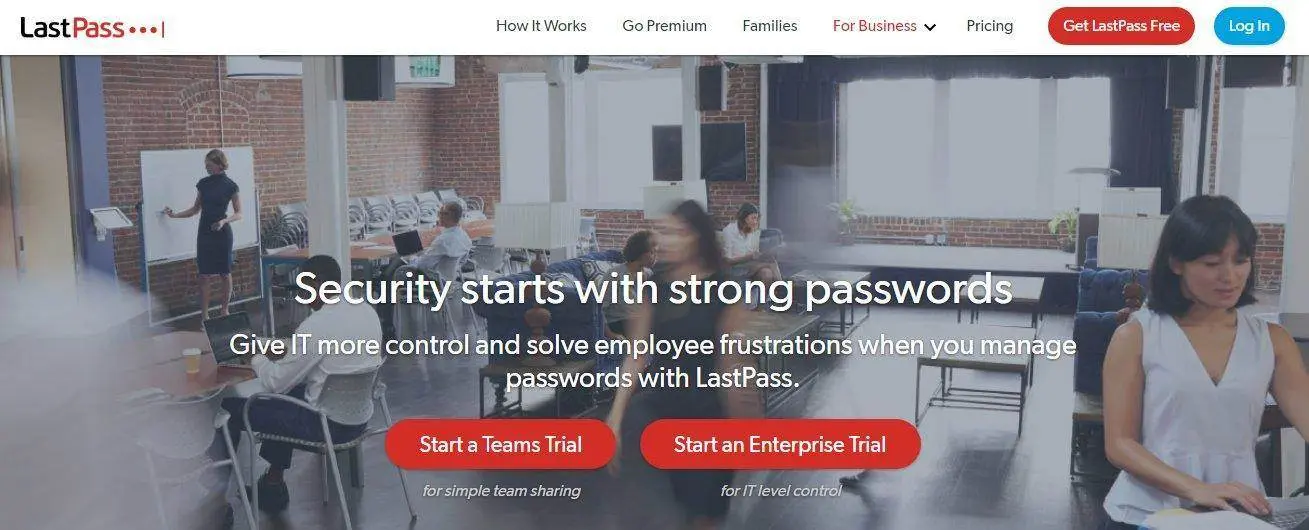 LastPass
How It Works
Go Premium
Families
For Business
Pricing
Get LastPass Free
Log In
Security starts with strong passwords
Give IT more control and solve employee frustrations when you manage
passwords with LastPass.
Start a Teams Trial
Start an Enterprise Trial
for simple team sharing
for IT level control